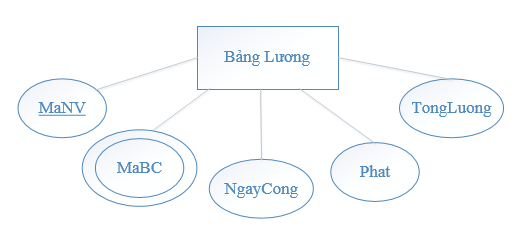 Bảng Lương
MaNV
MaBC
NgayCong
Phat
TongLuong